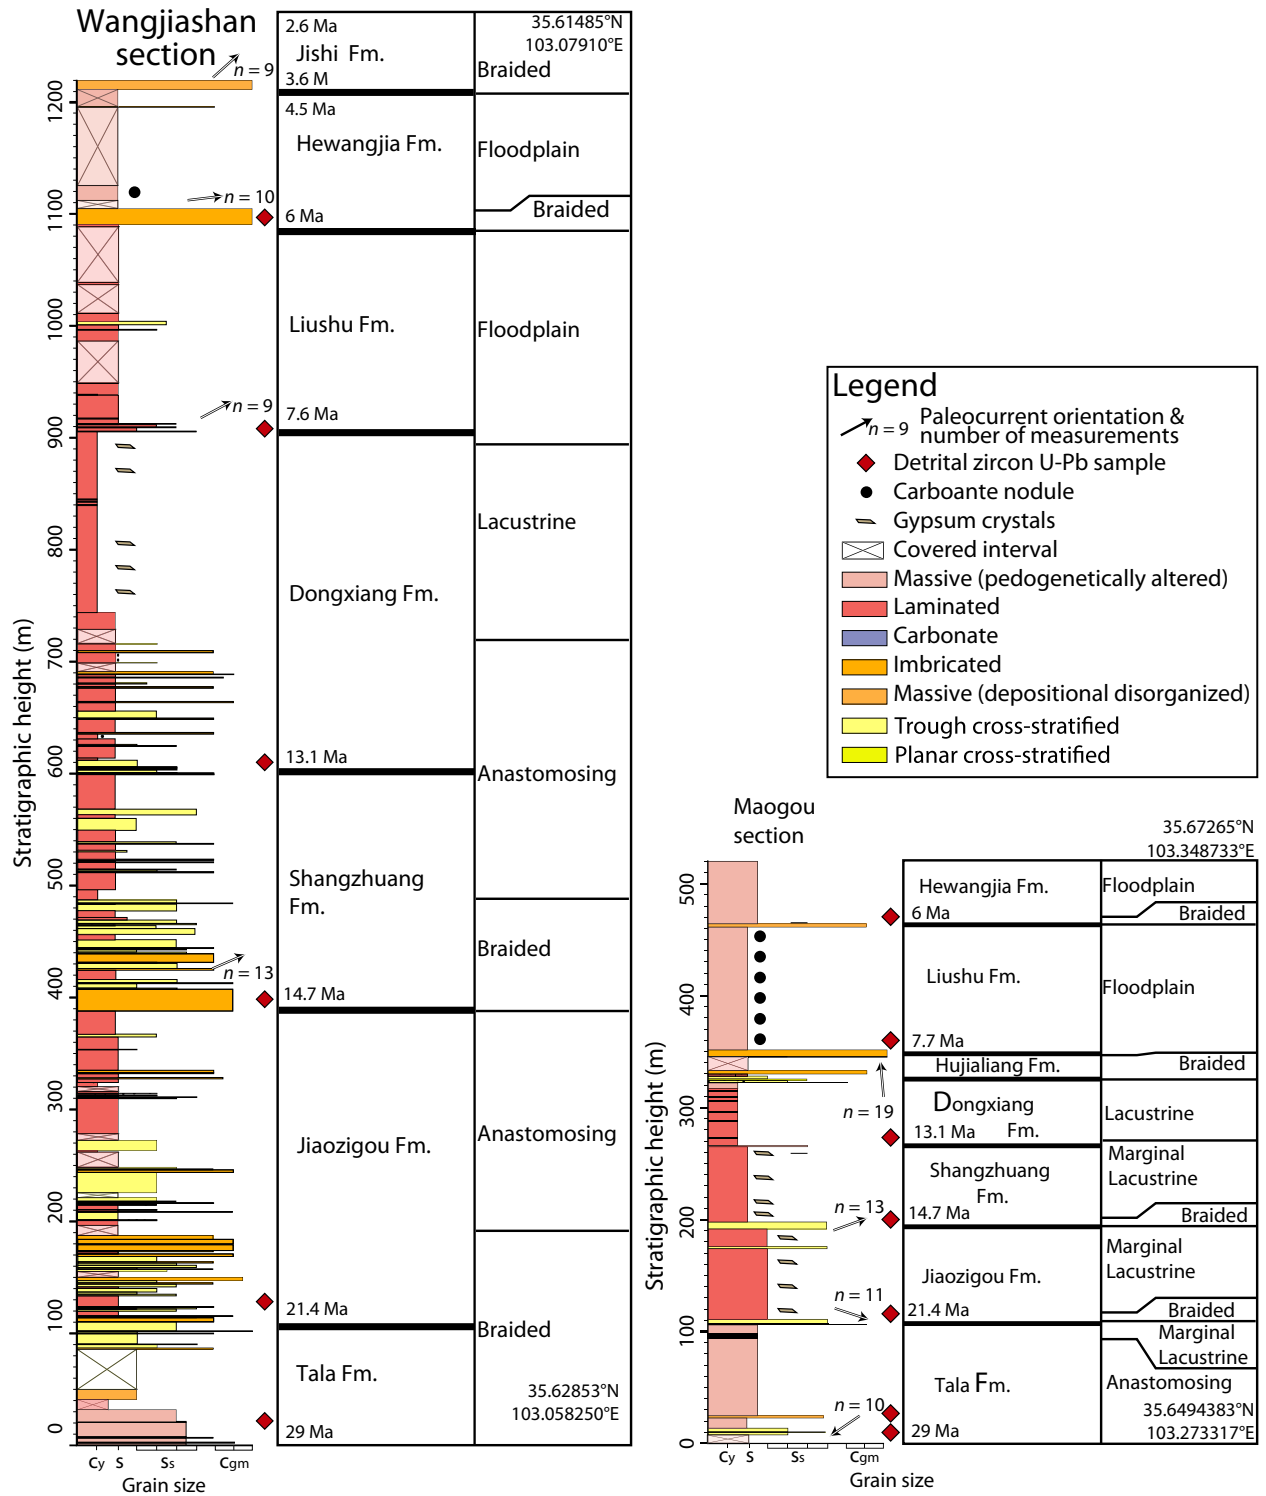 Wangjiashan
section
n = 9
n = 10
n = 9
n = 13
Stratigraphic height (m)
1200
1100
1000
900
800
700
600
500
400
300
200
100
0
Cy S Ss Cgm
Grain size
2.6 Ma
Jishi Fm.
3.6 M
4.5 Ma
Hewangjia Fm.
6 Ma
Liushu Fm.
7.6 Ma
Dongxiang Fm.
13.1 Ma
Shangzhuang
Fm.
14.7 Ma
Jiaozigou Fm.
21.4 Ma
Tala Fm.
29 Ma
35.61485°N
103.07910°E
Braided
Floodplain
Braided
Floodplain
Lacustrine
Anastomosing
Braided
Anastomosing
Braided
35.62853°N
103.058250°E
Legend
n = 9 Paleocurrent orientation &
number of measurements
Detrital zircon U-Pb sample
Carboante nodule
Gypsum crystals
Covered interval
Massive (pedogenetically altered)
Laminated
Carbonate
Imbricated
Massive (depositional disorganized)
Trough cross-stratified
Planar cross-stratified
Maogou
section
35.67265°N
103.348733°E
Stratigraphic height (m)
500
400
300
200
100
0
n = 19
n = 13
n = 11
n = 10
Cy S Ss Cgm
Grain size
Hewangjia Fm.
6 Ma
Liushu Fm.
7.7 Ma
Hujialiang Fm.
Dongxiang
13.1 Ma Fm.
Shangzhuang
Fm.
14.7 Ma
Jiaozigou Fm.
21.4 Ma
Tala Fm.
29 Ma
Floodplain
Braided
Floodplain
Braided
Lacustrine
Marginal
Lacustrine
Braided
Marginal
Lacustrine
Braided
Marginal
Lacustrine
Anastomosing
35.6494383°N
103.273317°E